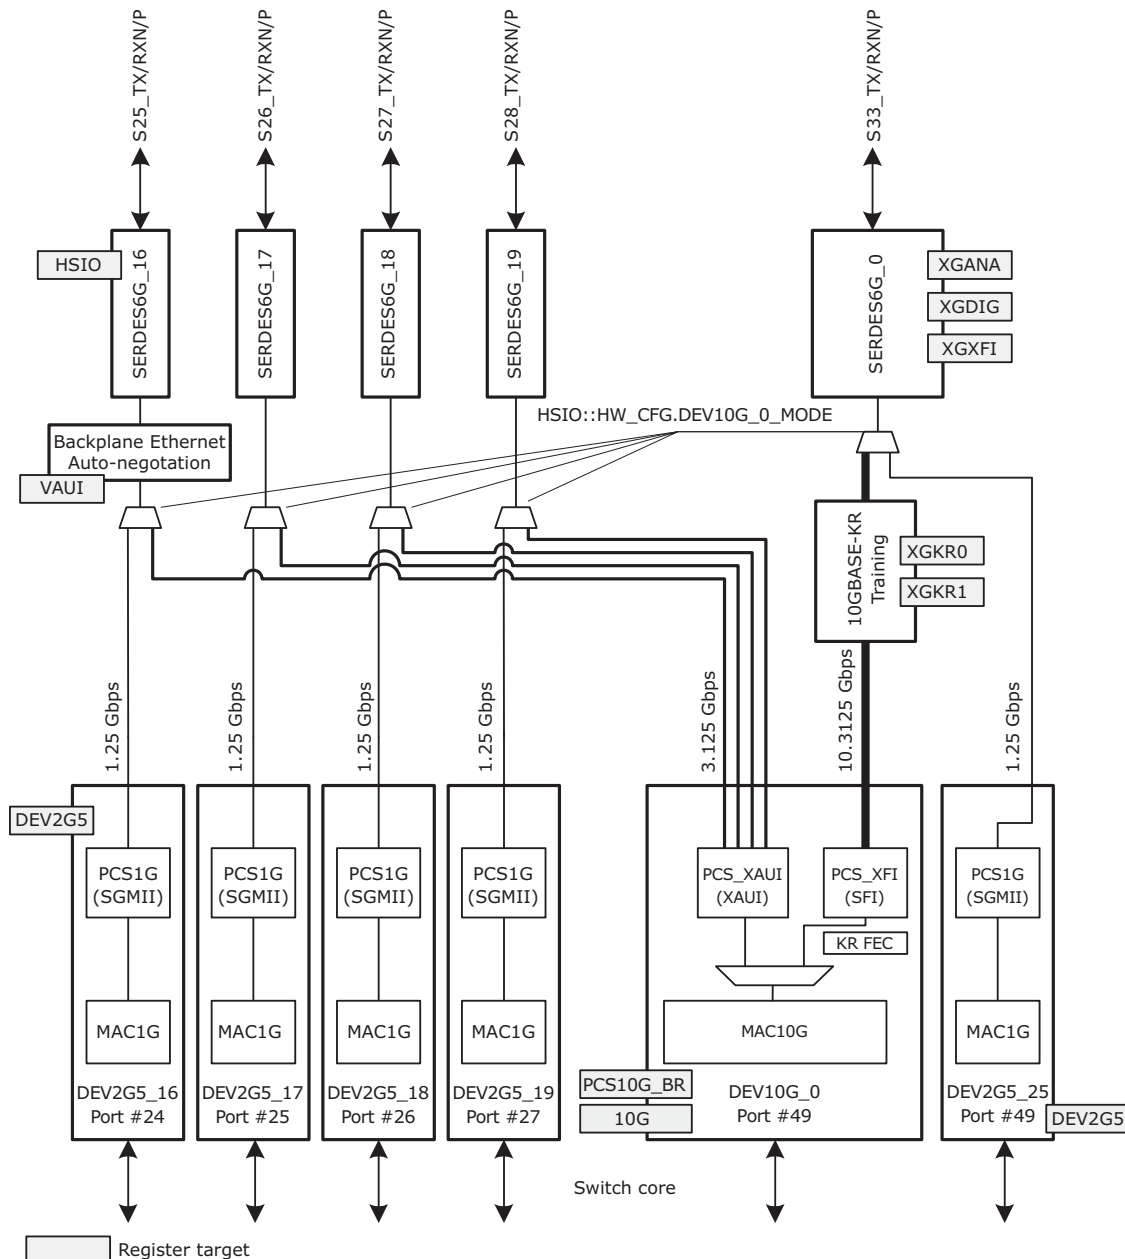 S25_TX/RXN/P
S26_TX/RXN/P
S27_TX/RXN/P
S28_TX/RXN/P
S33_TX/RXN/P
HSIO
SERDES6G_16
SERDES6G_17
SERDES6G_18
SERDES6G_19
SERDES6G_0
XGANA
XGDIG
XGXFI
HSIO::HW_CFG.DEV10G_0_MODE
Backplane Ethernet
Auto-negotation
VAUI
10GBASE-KR
Training
XGKR0
XGKR1
1.25 Gbps
1.25 Gbps
1.25 Gbps
1.25 Gbps
3.125 Gbps
10.3125 Gbps
1.25 Gbps
DEV2G5
PCS1G
(SGMII)
PCS1G
(SGMII)
PCS1G
(SGMII)
PCS1G
(SGMII)
PCS_XAUI
(XAUI)
PCS_XFI
(SFI)
PCS1G
(SGMII)
KR FEC
MAC1G
MAC1G
MAC1G
MAC1G
MAC10G
MAC1G
DEV2G5_16
Port #24
DEV2G5_17
Port #25
DEV2G5_18
Port #26
DEV2G5_19
Port #27
PCS10G_BR
10G
DEV10G_0
Port #49
DEV2G5_25
Port #49
DEV2G5
Switch core
Register target